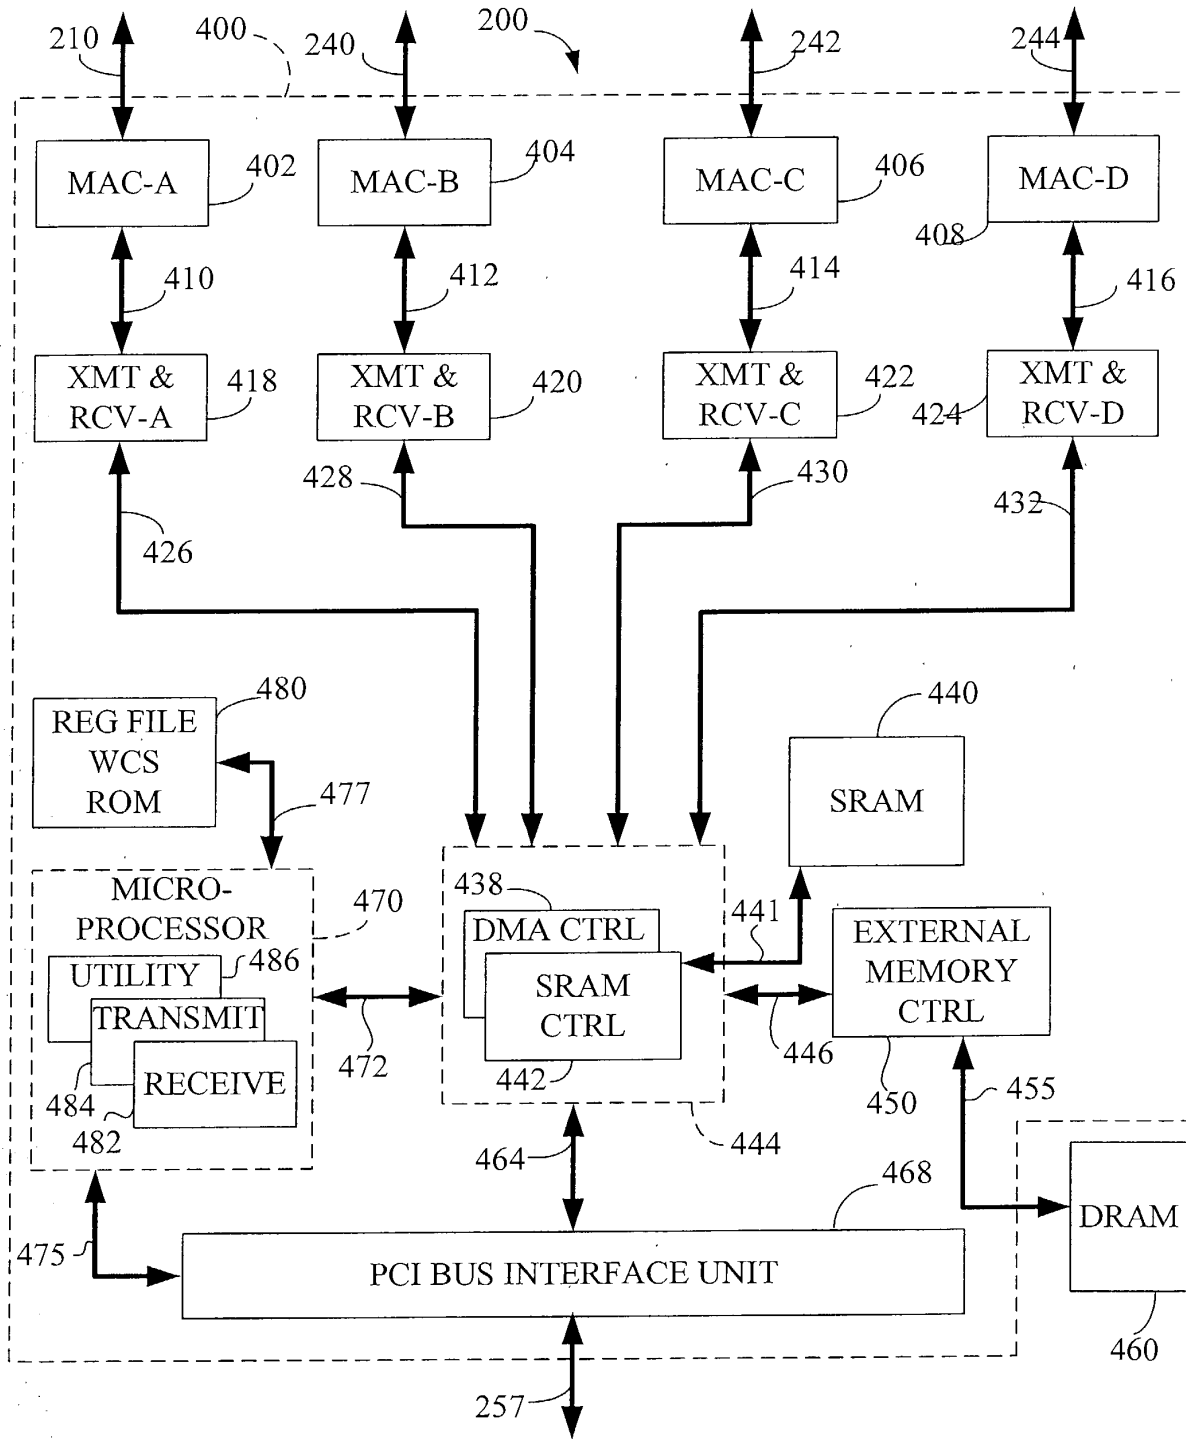 200
210
400
240
242
244
MAC-A
402
MAC-B
404
MAC-C
406
MAC-D
408
410
412
414
416
XMT &
RCV-A
418
XMT &
RCV-B
420
XMT &
RCV-C
422
XMT &
RCV-D
424
426
428
430
432
REG FILE
WCS
ROM
480
477
440
SRAM
MICRO-
PROCESSOR
470
UTILITY
486
TRANSMIT
484
RECEIVE
482
472
438
DMA CTRL
SRAM
CTRL
442
444
441
446
EXTERNAL
MEMORY
CTRL
450
455
DRAM
460
464
468
475
PCI BUS INTERFACE UNIT
257